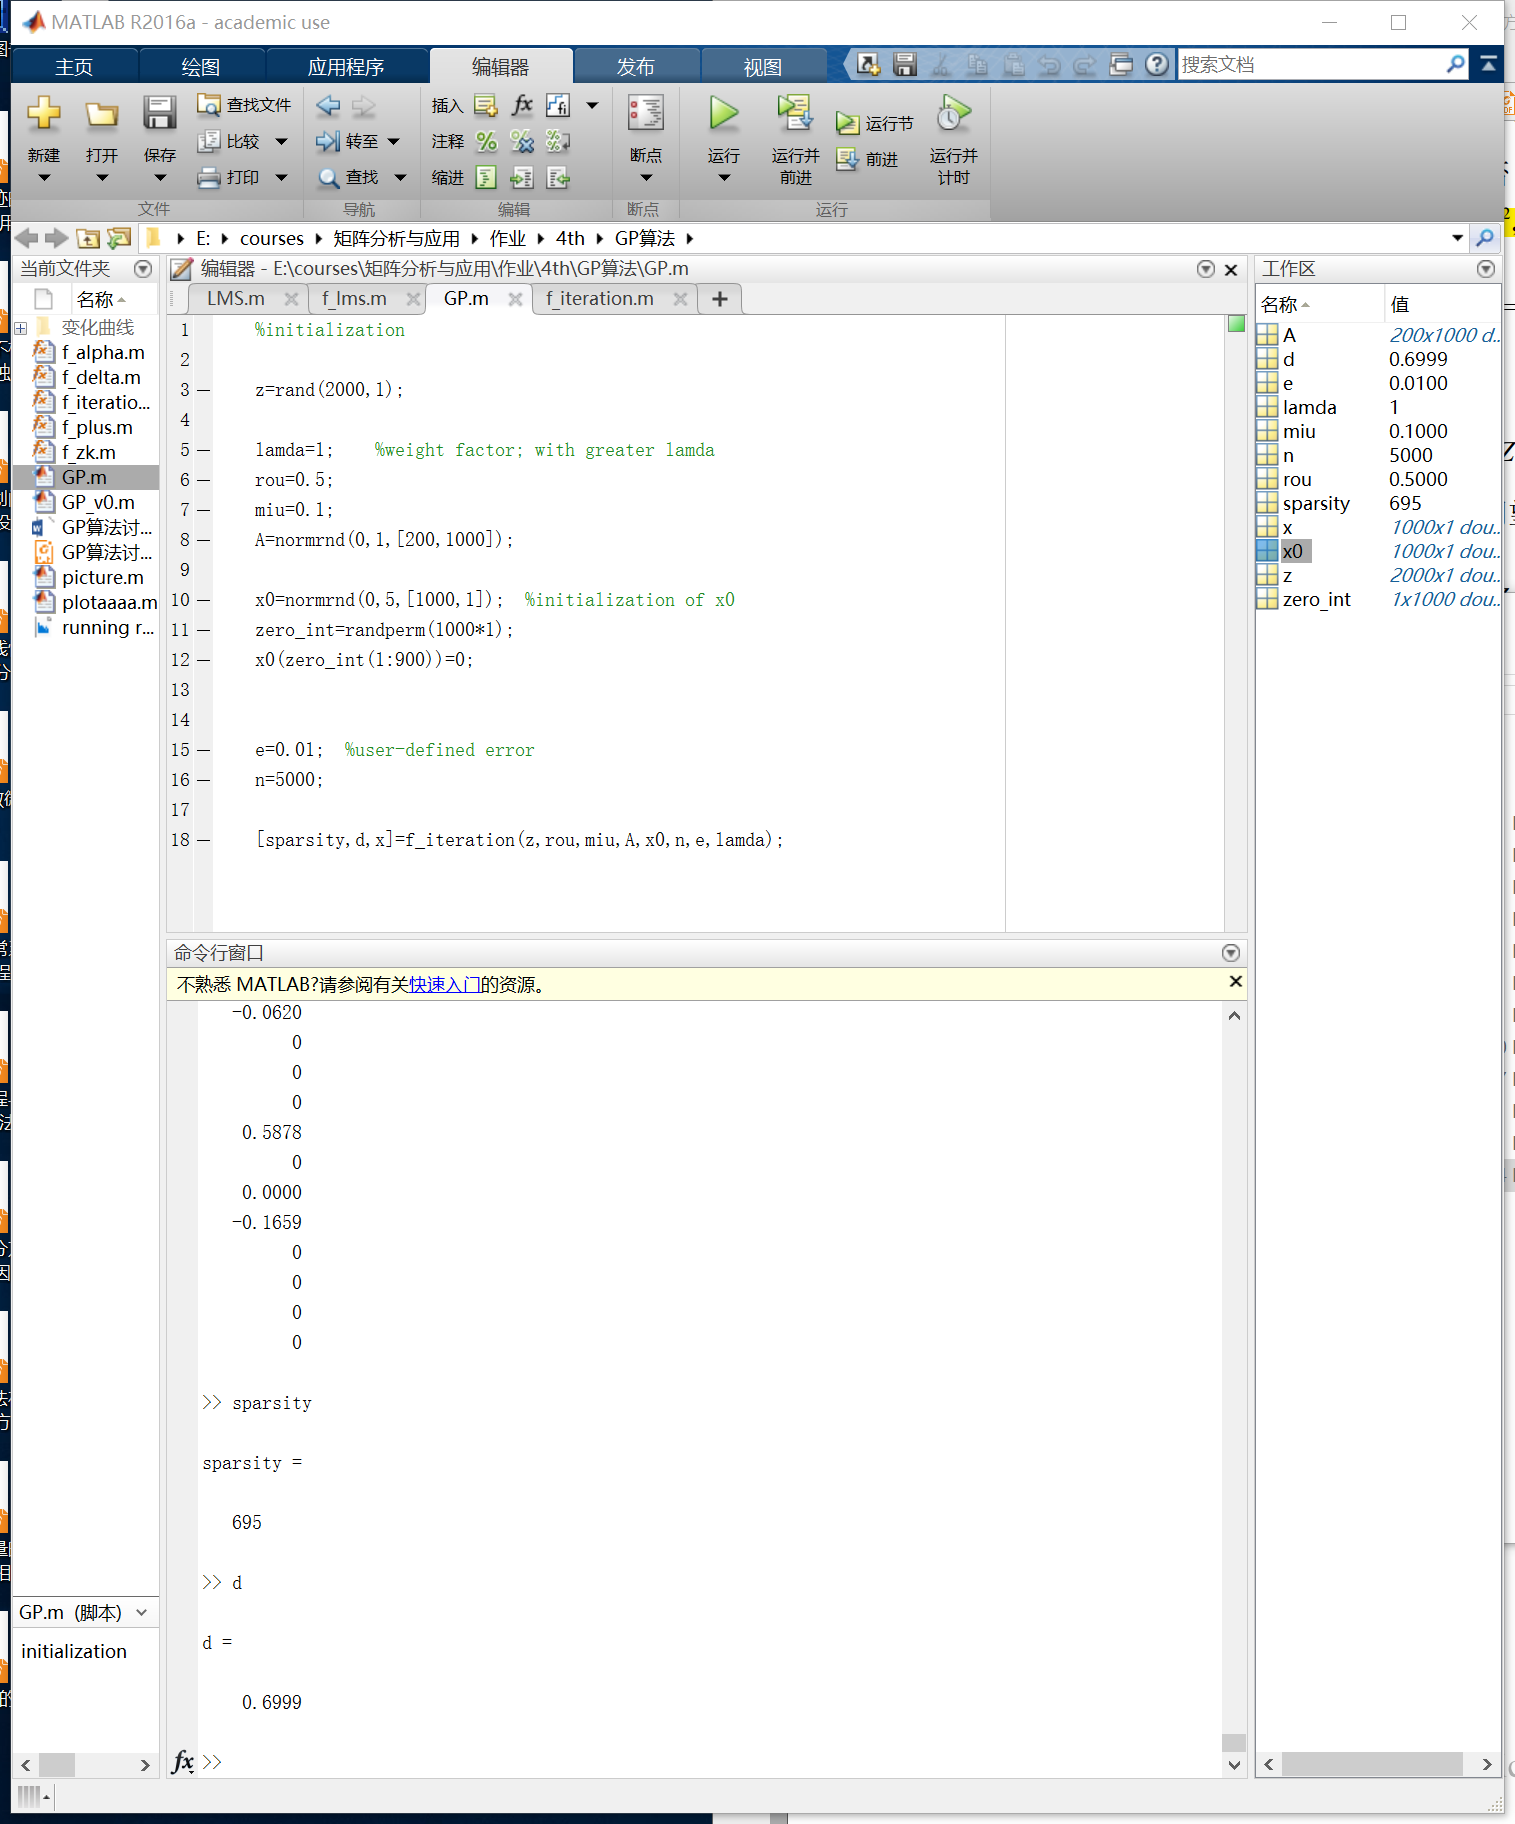 MATLAB R2016a - academic use
主页 绘图 应用程序 编辑器 发布 视图 搜索文档
新建 打开 保存 查找文件 比较 打印
转至 查找
插入 注释 缩进
断点 运行 运行并前进 运行节 前进 运行并计时
文件 导航 编辑 断点 运行
E: courses 矩阵分析与应用 作业 4th GP算法
当前文件夹
名称
变化曲线
f_alpha.m
f_delta.m
f_iteratio...
f_plus.m
f_zk.m
GP.m
GP_v0.m
GP算法讨...
GP算法讨...
picture.m
plotaaaa.m
running r...
GP.m (脚本)
initialization
编辑器 - E:\courses\矩阵分析与应用\作业\4th\GP算法\GP.m
LMS.m f_lms.m GP.m f_iteration.m
1 %initialization
2
3 z=rand(2000,1);
4
5 lamda=1; %weight factor; with greater lamda
6 rou=0.5;
7 miu=0.1;
8 A=normrnd(0,1,[200,1000]);
9
10 x0=normrnd(0,5,[1000,1]); %initialization of x0
11 zero_int=randperm(1000*1);
12 x0(zero_int(1:900))=0;
13
14
15 e=0.01; %user-defined error
16 n=5000;
17
18 [sparsity,d,x]=f_iteration(z,rou,miu,A,x0,n,e,lamda);
命令行窗口
不熟悉 MATLAB?请参阅有关快速入门的资源。
-0.0620
0
0
0
0.5878
0
0.0000
-0.1659
0
0
0
0
>> sparsity
sparsity =
695
>> d
d =
0.6999
fx >>
工作区
名称 值
A 200x1000 d...
d 0.6999
e 0.0100
lamda 1
miu 0.1000
n 5000
rou 0.5000
sparsity 695
x 1000x1 dou...
x0 1000x1 dou...
z 2000x1 dou...
zero_int 1x1000 dou...